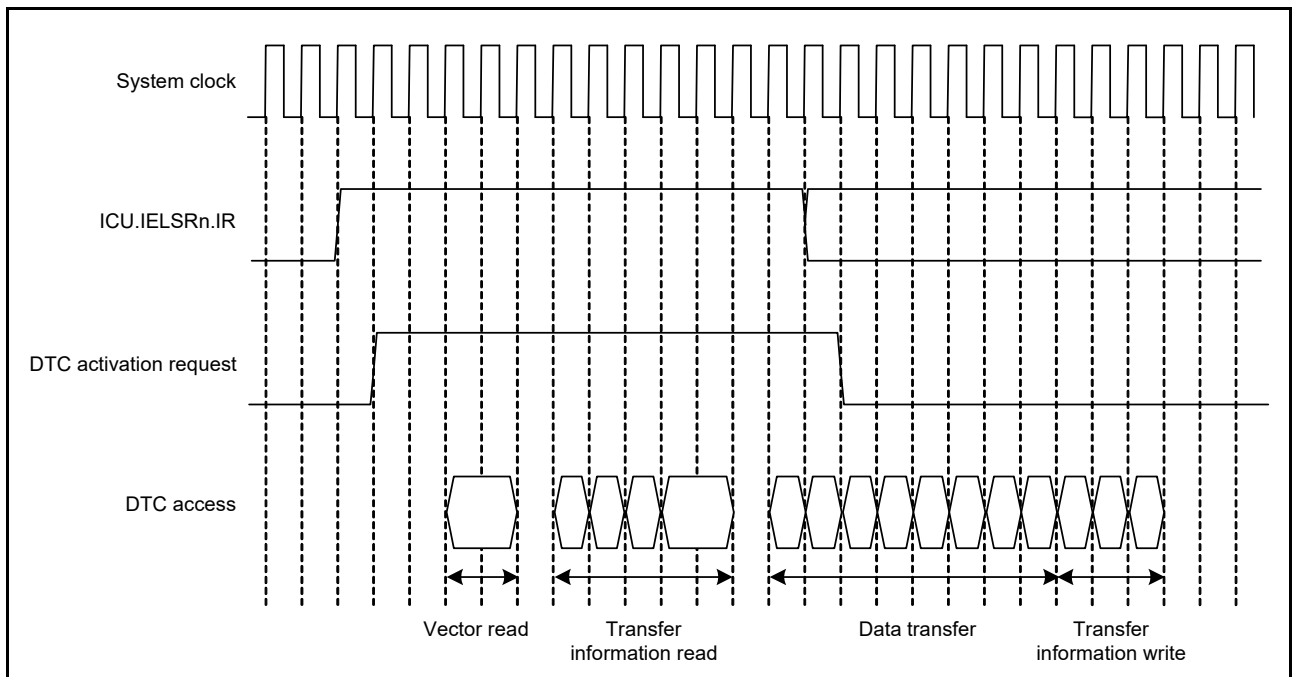 System clock
ICU.IELSRn.IR
DTC activation request
DTC access
Vector read
Transfer
information read
Data transfer
Transfer
information write